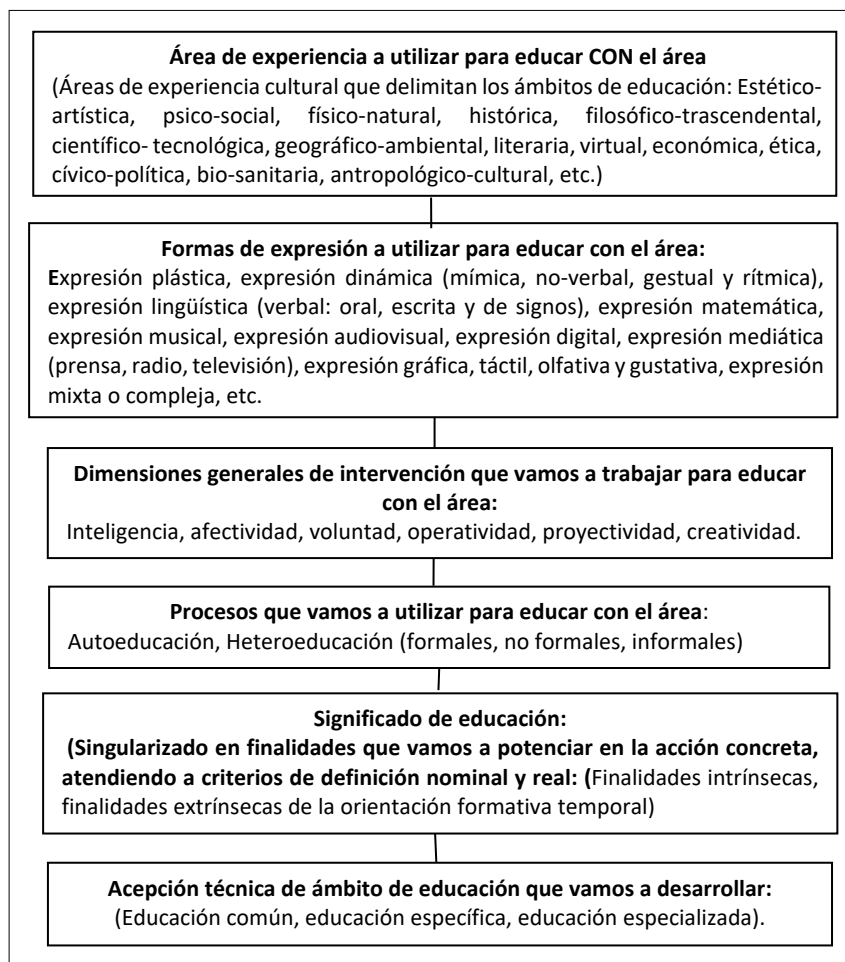 Área de experiencia a utilizar para educar CON el área
(Áreas de experiencia cultural que delimitan los ámbitos de educación: Estético-
artística, psico-social, físico-natural, histórica, filosófico-trascendental,
científico- tecnológica, geográfico-ambiental, literaria, virtual, económica, ética,
cívico-política, bio-sanitaria, antropológico-cultural, etc.)
Formas de expresión a utilizar para educar con el área:
Expresión plástica, expresión dinámica (mímica, no-verbal, gestual y rítmica),
expresión lingüística (verbal: oral, escrita y de signos), expresión matemática,
expresión musical, expresión audiovisual, expresión digital, expresión mediática
(prensa, radio, televisión), expresión gráfica, táctil, olfativa y gustativa, expresión
mixta o compleja, etc.
Dimensiones generales de intervención que vamos a trabajar para educar
con el área:
Inteligencia, afectividad, voluntad, operatividad, proyectividad, creatividad.
Procesos que vamos a utilizar para educar con el área:
Autoeducación, Heteroeducación (formales, no formales, informales)
Significado de educación:
(Singularizado en finalidades que vamos a potenciar en la acción concreta,
atendiendo a criterios de definición nominal y real: (Finalidades intrínsecas,
finalidades extrínsecas de la orientación formativa temporal)
Acepción técnica de ámbito de educación que vamos a desarrollar:
(Educación común, educación específica, educación especializada).